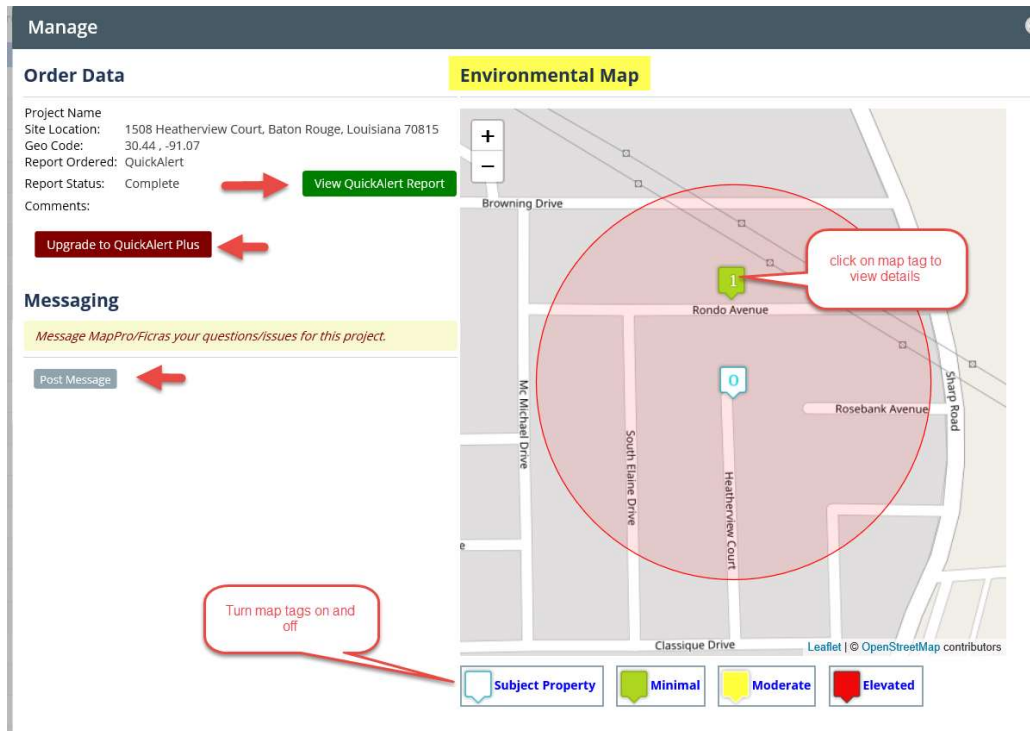 Manage
Order Data
Project Name
Site Location: 1508 Heatherview Court, Baton Rouge, Louisiana 70815
Geo Code: 30.44 , -91.07
Report Ordered: QuickAlert
Report Status: Complete
View QuickAlert Report
Comments:
Upgrade to QuickAlert Plus
Messaging
Message MapPro/Ficras your questions/issues for this project.
Post Message
Environmental Map
+
−
Browning Drive
1
click on map tag to
view details
Rondo Avenue
0
Mc Michael Drive
South Elaine Drive
Heatherview Court
Rosebank Avenue
Sharp Road
e
Classique Drive
Leaflet | © OpenStreetMap contributors
Turn map tags on and
off
Subject Property
Minimal
Moderate
Elevated